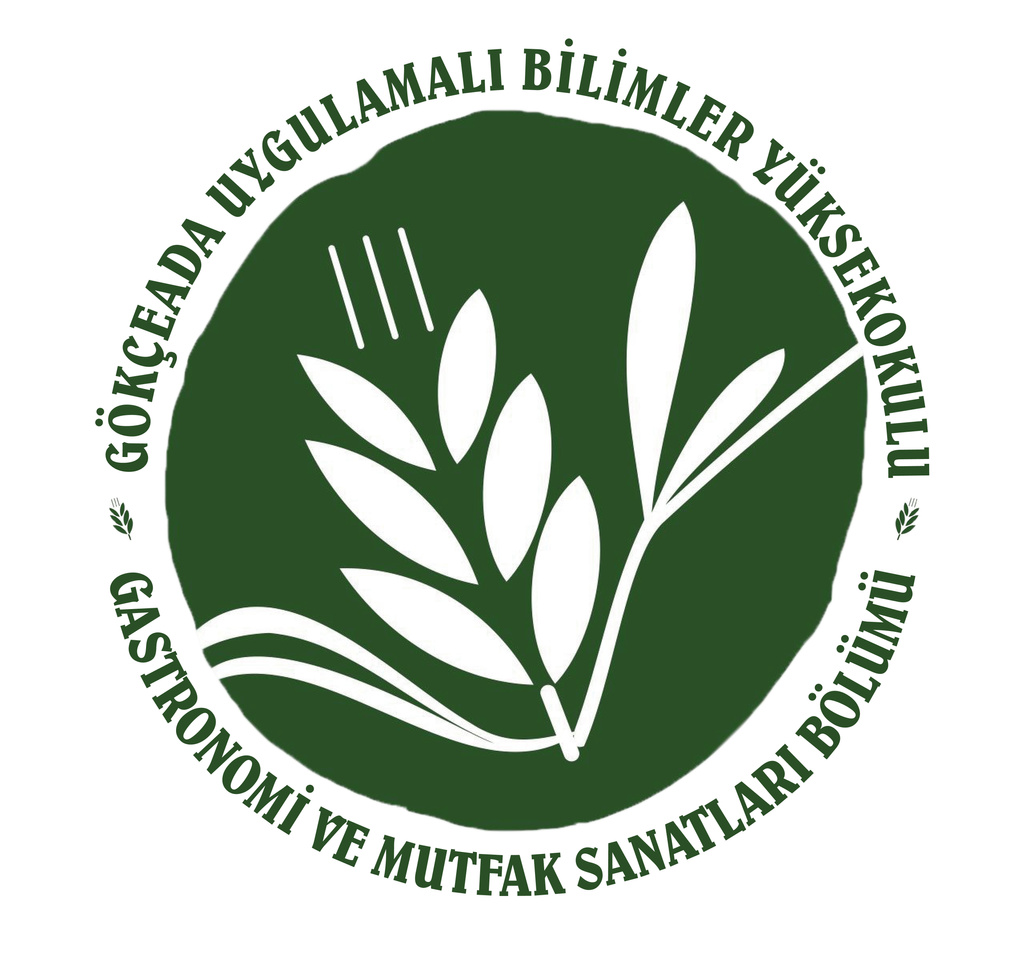 GÖKÇEADA UYGULAMALI BİLİMLER YÜKSEKOKULU
GASTRONOMİ VE MUTFAK SANATLARI BÖLÜMÜ